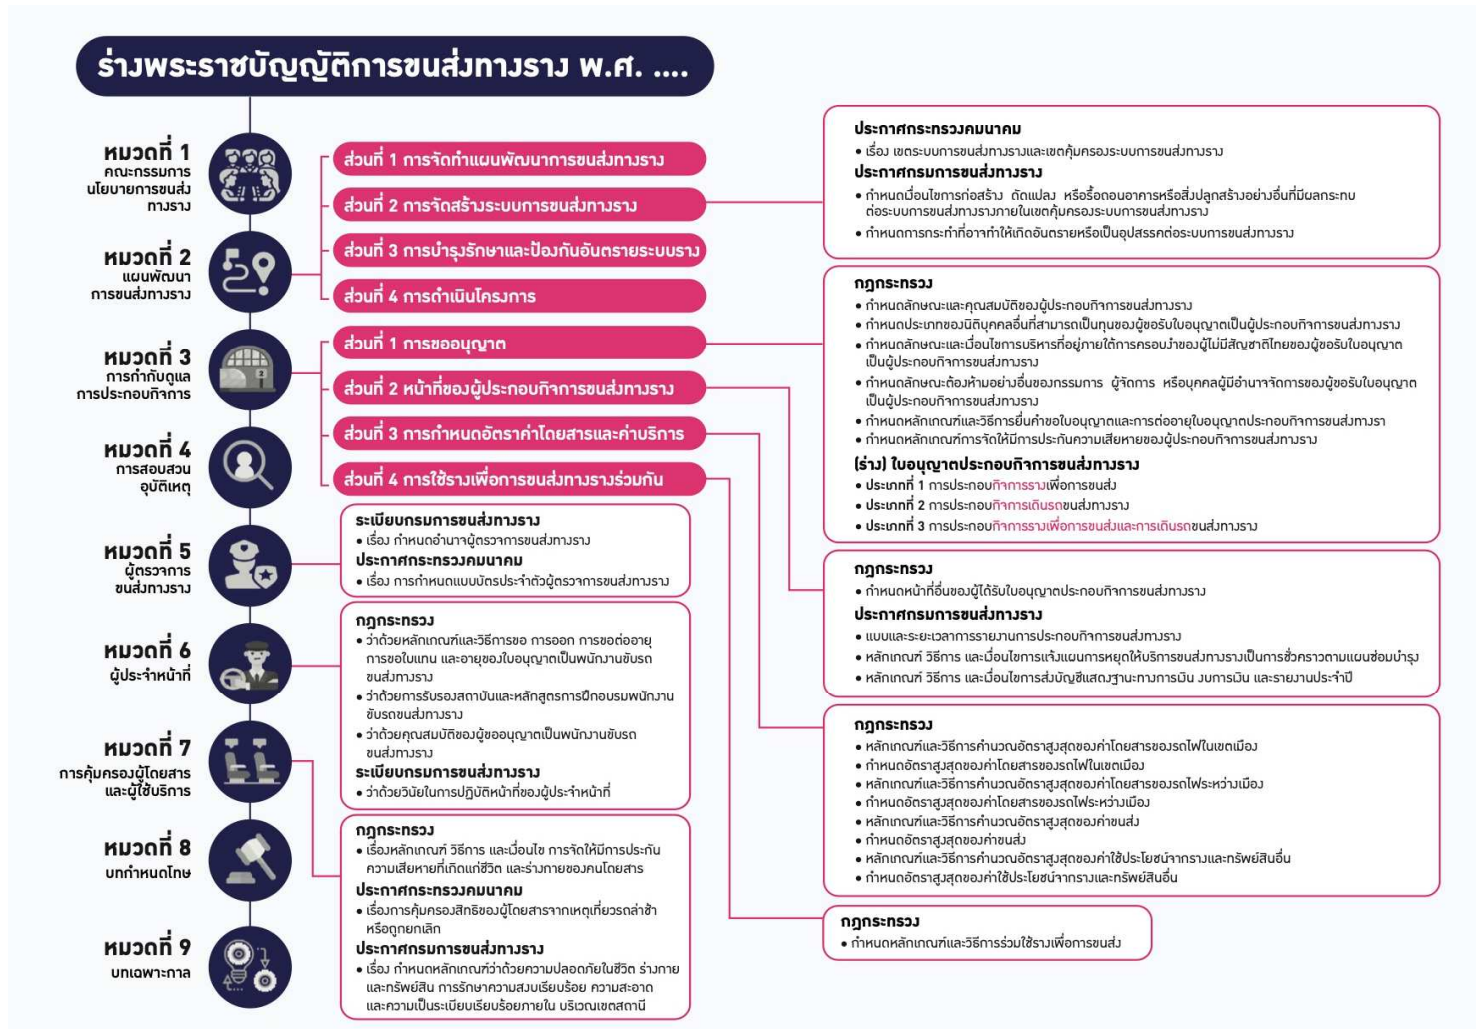 ร่างพระราชบัญญัติการขนส่งทางราง พ.ศ. ....
หมวดที่ 1
คณะกรรมการ
นโยบายการขนส่ง
ทางราง
หมวดที่ 2
แผนพัฒนา
การขนส่งทางราง
หมวดที่ 3
การกำกับดูแล
การประกอบกิจการ
หมวดที่ 4
การสอบสวน
อุบัติเหตุ
หมวดที่ 5
ผู้ตรวจการ
ขนส่งทางราง
หมวดที่ 6
ผู้ประจำหน้าที่
หมวดที่ 7
การคุ้มครองผู้โดยสาร
และผู้ใช้บริการ
หมวดที่ 8
บทกำหนดโทษ
หมวดที่ 9
บทเฉพาะกาล
ส่วนที่ 1 การจัดทำแผนพัฒนาการขนส่งทางราง
ส่วนที่ 2 การจัดสร้างระบบการขนส่งทางราง
ส่วนที่ 3 การบำรุงรักษาและป้องกันอันตรายระบบราง
ส่วนที่ 4 การดำเนินโครงการ
ส่วนที่ 1 การขออนุญาต
ส่วนที่ 2 หน้าที่ของผู้ประกอบกิจการขนส่งทางราง
ส่วนที่ 3 การกำหนดอัตราค่าโดยสารและค่าบริการ
ส่วนที่ 4 การใช้รางเพื่อการขนส่งทางรางร่วมกัน
ระเบียบกรมการขนส่งทางราง
• เรื่อง กำหนดอำนาจผู้ตรวจการขนส่งทางราง
ประกาศกระทรวงคมนาคม
• เรื่อง การกำหนดแบบบัตรประจำตัวผู้ตรวจการขนส่งทางราง
กฎกระทรวง
• ว่าด้วยหลักเกณฑ์และวิธีการขอ การออก การขอต่ออายุ
การขอใบแทน และอายุของใบอนุญาตเป็นพนักงานขับรถ
ขนส่งทางราง
• ว่าด้วยการรับรองสถาบันและหลักสูตรการฝึกอบรมพนักงาน
ขับรถขนส่งทางราง
• ว่าด้วยคุณสมบัติของผู้ขออนุญาตเป็นพนักงานขับรถ
ขนส่งทางราง
ระเบียบกรมการขนส่งทางราง
• ว่าด้วยวินัยในการปฏิบัติหน้าที่ของผู้ประจำหน้าที่
กฎกระทรวง
• เรื่องหลักเกณฑ์ วิธีการ และเงื่อนไข การจัดให้มีการประกัน
ความเสียหายที่เกิดแก่ชีวิต และร่างกายของคนโดยสาร
ประกาศกระทรวงคมนาคม
• เรื่องการคุ้มครองสิทธิของผู้โดยสารจากเหตุเที่ยวรถล่าช้า
หรือถูกยกเลิก
ประกาศกรมการขนส่งทางราง
• เรื่อง กำหนดหลักเกณฑ์ว่าด้วยความปลอดภัยในชีวิต ร่างกาย
และทรัพย์สิน การรักษาความสงบเรียบร้อย ความสะอาด
และความเป็นระเบียบเรียบร้อยภายใน บริเวณเขตสถานี
ประกาศกระทรวงคมนาคม
• เรื่อง เขตระบบการขนส่งทางรางและเขตคุ้มครองระบบการขนส่งทางราง
ประกาศกรมการขนส่งทางราง
• กำหนดเงื่อนไขการก่อสร้าง ดัดแปลง หรือรื้อถอนอาคารหรือสิ่งปลูกสร้างอย่างอื่นที่มีผลกระทบ
ต่อระบบการขนส่งทางรางภายในเขตคุ้มครองระบบการขนส่งทางราง
• กำหนดการกระทำที่อาจทำให้เกิดอันตรายหรือเป็นอุปสรรคต่อระบบการขนส่งทางราง
กฎกระทรวง
• กำหนดลักษณะและคุณสมบัติของผู้ประกอบกิจการขนส่งทางราง
• กำหนดประเภทของนิติบุคคลอื่นที่สามารถเป็นทุนของผู้ขอรับใบอนุญาตเป็นผู้ประกอบกิจการขนส่งทางราง
• กำหนดลักษณะและเงื่อนไขการบริหารที่อยู่ภายใต้การครอบงำของผู้ไม่มีสัญชาติไทยของผู้ขอรับใบอนุญาต
เป็นผู้ประกอบกิจการขนส่งทางราง
• กำหนดลักษณะต้องห้ามอย่างอื่นของกรรมการ ผู้จัดการ หรือบุคคลผู้มีอำนาจจัดการของผู้ขอรับใบอนุญาต
เป็นผู้ประกอบกิจการขนส่งทางราง
• กำหนดหลักเกณฑ์และวิธีการยื่นคำขอใบอนุญาตและการต่ออายุใบอนุญาตประกอบกิจการขนส่งทางรา
• กำหนดหลักเกณฑ์การจัดให้มีการประกันความเสียหายของผู้ประกอบกิจการขนส่งทางราง
(ร่าง) ใบอนุญาตประกอบกิจการขนส่งทางราง
• ประเภทที่ 1 การประกอบกิจการรางเพื่อการขนส่ง
• ประเภทที่ 2 การประกอบกิจการเดินรถขนส่งทางราง
• ประเภทที่ 3 การประกอบกิจการรางเพื่อการขนส่งและการเดินรถขนส่งทางราง
กฎกระทรวง
• กำหนดหน้าที่อื่นของผู้ได้รับใบอนุญาตประกอบกิจการขนส่งทางราง
ประกาศกรมการขนส่งทางราง
• แบบและระยะเวลาการรายงานการประกอบกิจการขนส่งทางราง
• หลักเกณฑ์ วิธีการ และเงื่อนไขการแจ้งแผนการหยุดให้บริการขนส่งทางรางเป็นการชั่วคราวตามแผนซ่อมบำรุง
• หลักเกณฑ์ วิธีการ และเงื่อนไขการส่งบัญชีแสดงฐานะทางการเงิน งบการเงิน และรายงานประจำปี
กฎกระทรวง
• หลักเกณฑ์และวิธีการคำนวณอัตราสูงสุดของค่าโดยสารของรถไฟในเขตเมือง
• กำหนดอัตราสูงสุดของค่าโดยสารของรถไฟในเขตเมือง
• หลักเกณฑ์และวิธีการคำนวณอัตราสูงสุดของค่าโดยสารของรถไฟระหว่างเมือง
• กำหนดอัตราสูงสุดของค่าโดยสารของรถไฟระหว่างเมือง
• หลักเกณฑ์และวิธีการคำนวณอัตราสูงสุดของค่าขนส่ง
• กำหนดอัตราสูงสุดของค่าขนส่ง
• หลักเกณฑ์และวิธีการคำนวณอัตราสูงสุดของค่าใช้ประโยชน์จากรางและทรัพย์สินอื่น
• กำหนดอัตราสูงสุดของค่าใช้ประโยชน์จากรางและทรัพย์สินอื่น
กฎกระทรวง
• กำหนดหลักเกณฑ์และวิธีการร่วมใช้รางเพื่อการขนส่ง